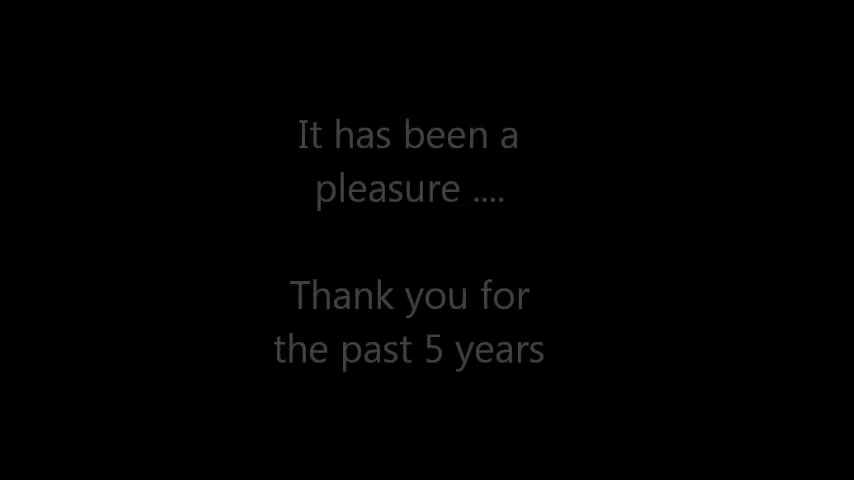 It has been a
pleasure ....
Thank you for
the past 5 years